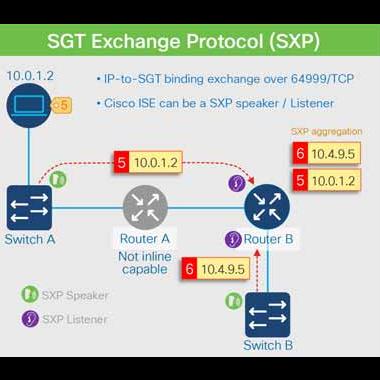 SGT Exchange Protocol (SXP)
10.0.1.2
• IP-to-SGT binding exchange over 64999/TCP
5
• Cisco ISE can be a SXP speaker / Listener
SXP aggregation
6 10.4.9.5
5 10.0.1.2
5 10.0.1.2
Switch A
Router A
Router B
Not inline
capable
6 10.4.9.5
SXP Speaker
SXP Listener
Switch B